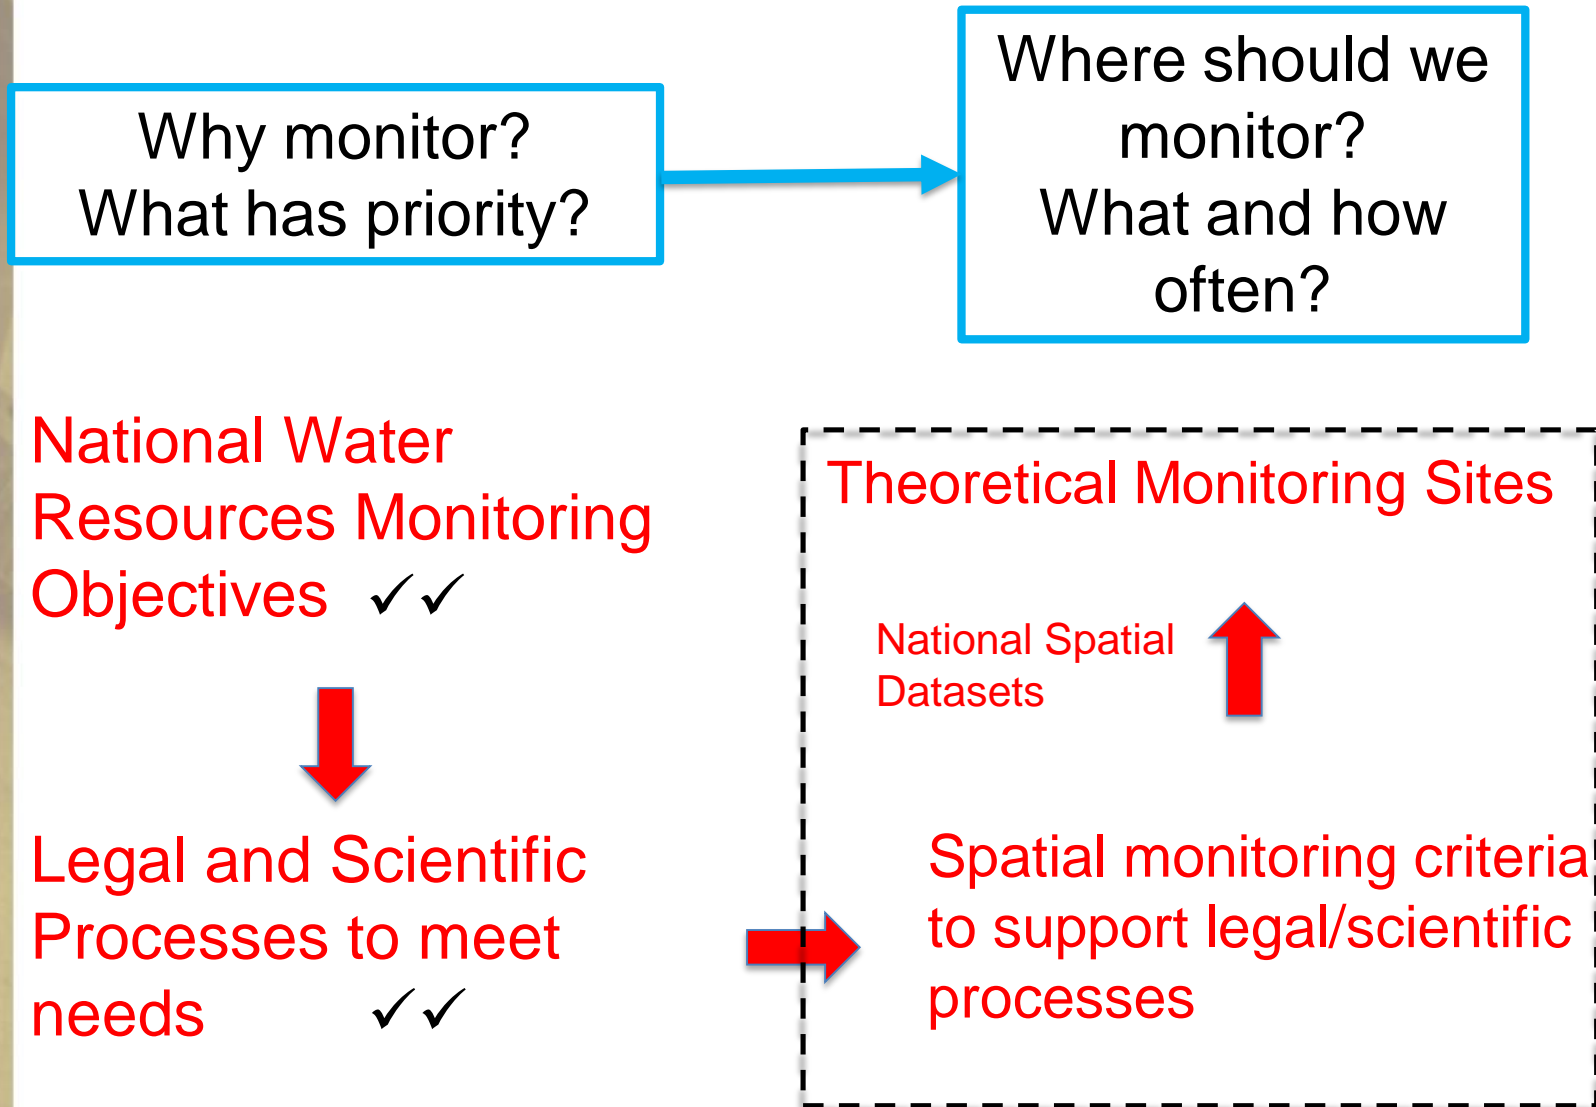 Why monitor?
What has priority?
Where should we
monitor?
What and how
often?
National Water
Resources Monitoring
Objectives ✓✓
Legal and Scientific
Processes to meet
needs ✓✓
Theoretical Monitoring Sites
National Spatial
Datasets
Spatial monitoring criteria
to support legal/scientific
processes